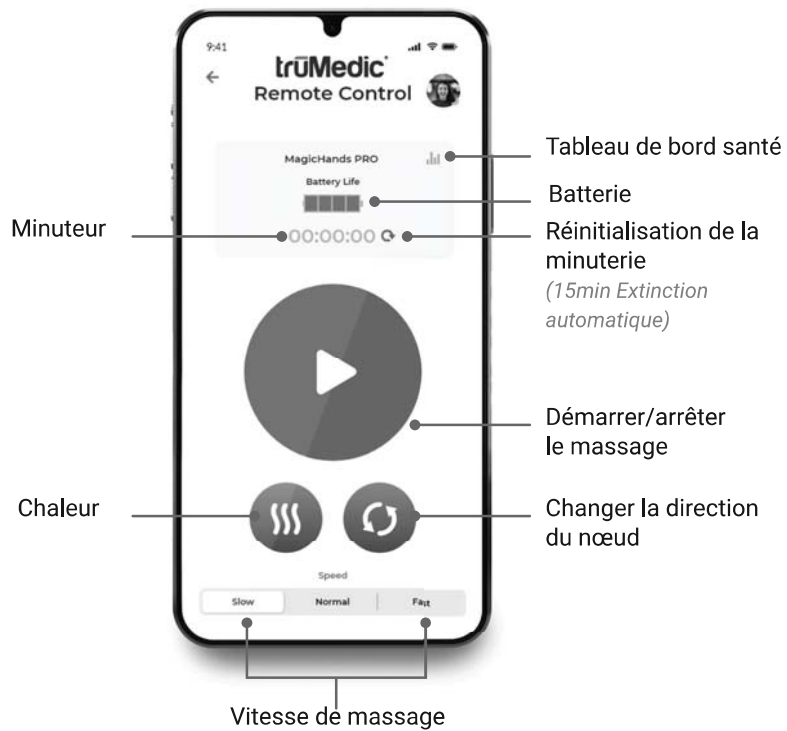 9:41
trūMedic
Remote Control
MagicHands PRO
Battery Life
00:00:00
Tableau de bord santé
Batterie
Minuteur
Réinitialisation de la
minuterie
(15min Extinction
automatique)
Démarrer/arrêter
le massage
Chaleur
Changer la direction
du nœud
Speed
Slow
Normal
Fast
Vitesse de massage